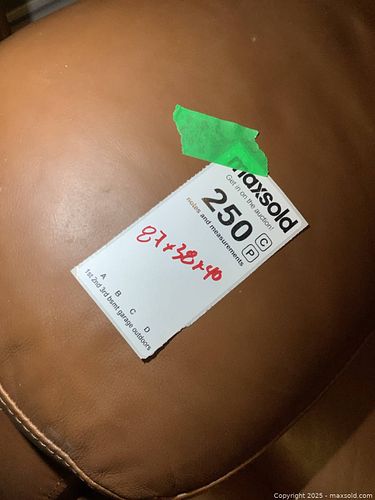 maxsold
Get in on the auction!
250 C P
notes and measurements
87x38x40
A B C D
1st 2nd 3rd bsmt garage outdoors
Copyright 2025 - maxsold.com